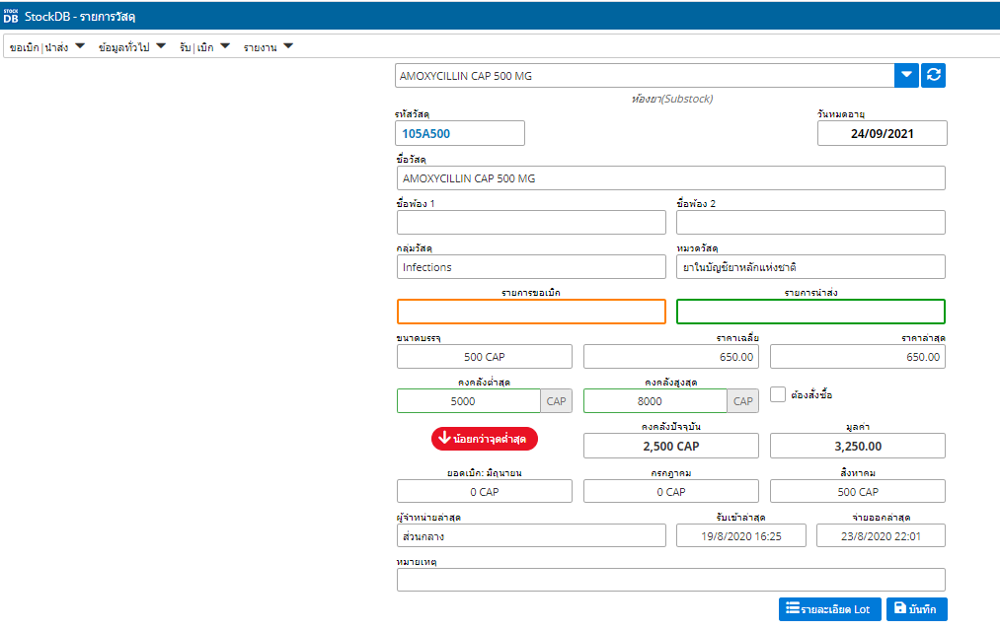 STOCK DB StockDB - รายการวัสดุ
ขอเบิก|นำส่ง ข้อมูลทั่วไป รับ|เบิก รายงาน
AMOXYCILLIN CAP 500 MG
ห้องยา(Substock)
รหัสวัสดุ วันหมดอายุ
105A500 24/09/2021
ชื่อวัสดุ
AMOXYCILLIN CAP 500 MG
ชื่อพ้อง 1 ชื่อพ้อง 2
กลุ่มวัสดุ หมวดวัสดุ
Infections ยาในบัญชียาหลักแห่งชาติ
รายการขอเบิก รายการนำส่ง
ขนาดบรรจุ ราคาเฉลี่ย ราคาล่าสุด
500 CAP 650.00 650.00
คงคลังต่ำสุด คงคลังสูงสุด
5000 CAP 8000 CAP ต้องสั่งซื้อ
คงคลังปัจจุบัน มูลค่า
น้อยกว่าจุดต่ำสุด 2,500 CAP 3,250.00
ยอดเบิก: มิถุนายน กรกฎาคม สิงหาคม
0 CAP 0 CAP 500 CAP
ผู้จำหน่ายล่าสุด รับเข้าล่าสุด จ่ายออกล่าสุด
ส่วนกลาง 19/8/2020 16:25 23/8/2020 22:01
หมายเหตุ
รายละเอียด Lot บันทึก